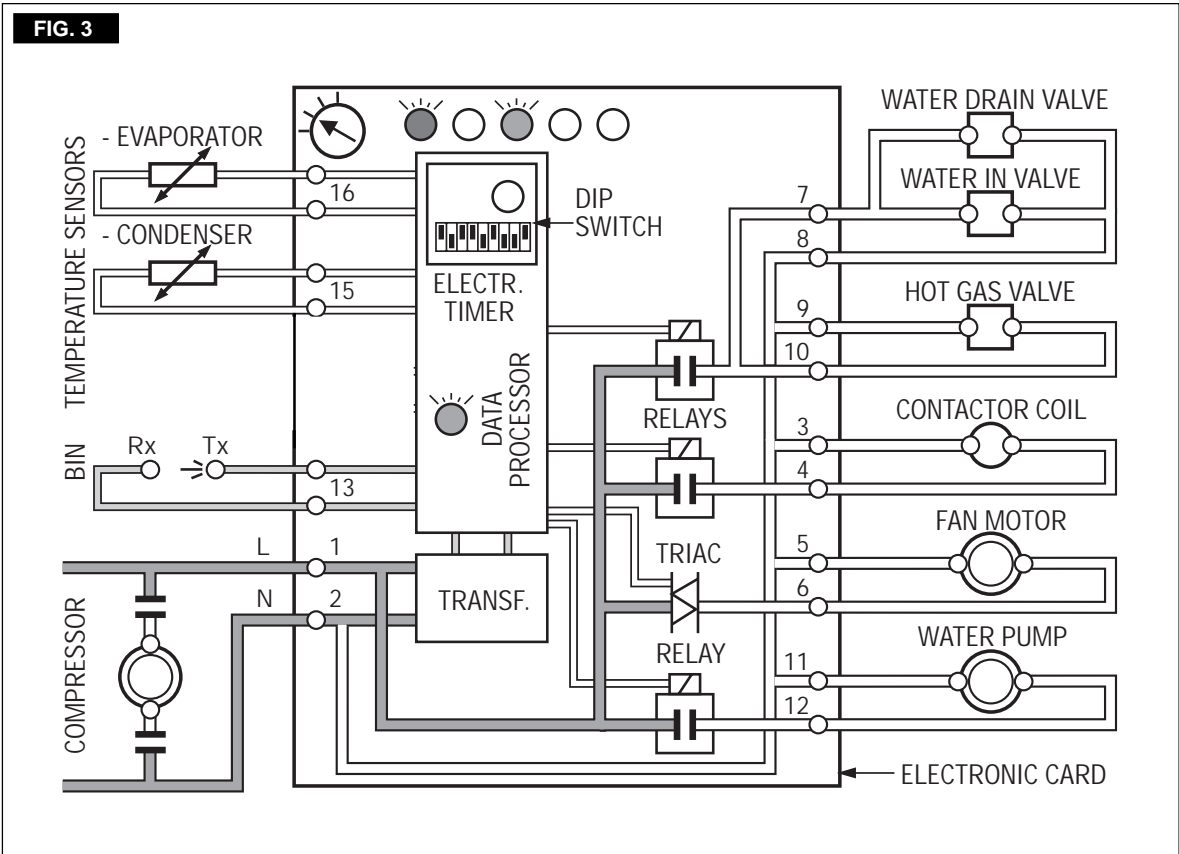 FIG. 3
TEMPERATURE SENSORS
- EVAPORATOR
16
- CONDENSER
15
BIN
Rx
Tx
13
L
1
N
2
COMPRESSOR
DIP
SWITCH
ELECTR.
TIMER
DATA
PROCESSOR
TRANSF.
RELAYS
TRIAC
RELAY
WATER DRAIN VALVE
WATER IN VALVE
7
8
HOT GAS VALVE
9
10
CONTACTOR COIL
3
4
FAN MOTOR
5
6
WATER PUMP
11
12
ELECTRONIC CARD